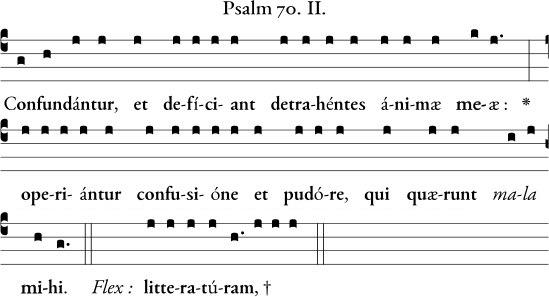 Psalm 70. II.
Confundántur, et de-fí-ci-ant detra-héntes á-ni-mæ me-æ : *
ope-ri-ántur confu-si-óne et pudó-re, qui quæ-runt ma-la
mi-hi. Flex : litte-ra-tú-ram, †